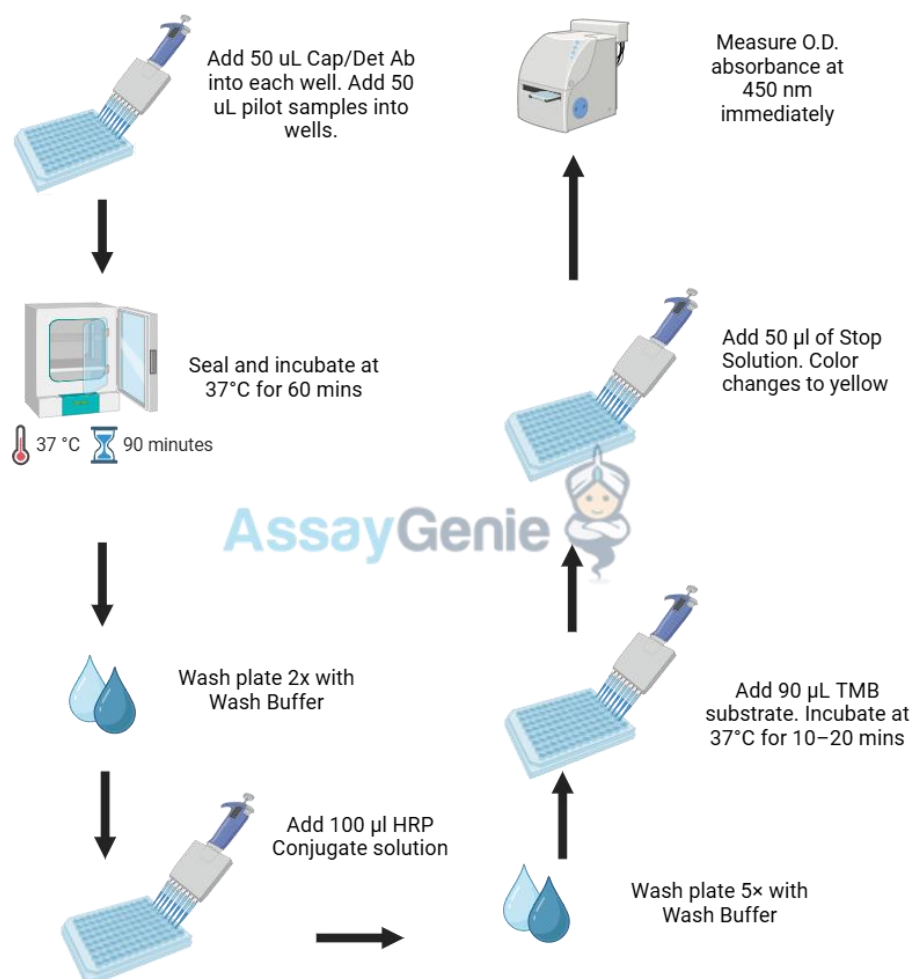 Add 50 uL Cap/Det Ab
into each well. Add 50
uL pilot samples into
wells.
Seal and incubate at
37°C for 60 mins
37 °C 90 minutes
Wash plate 2x with
Wash Buffer
Add 100 µl HRP
Conjugate solution
Wash plate 5× with
Wash Buffer
Add 90 µL TMB
substrate. Incubate at
37°C for 10–20 mins
Add 50 µl of Stop
Solution. Color
changes to yellow
Measure O.D.
absorbance at
450 nm
immediately
AssayGenie